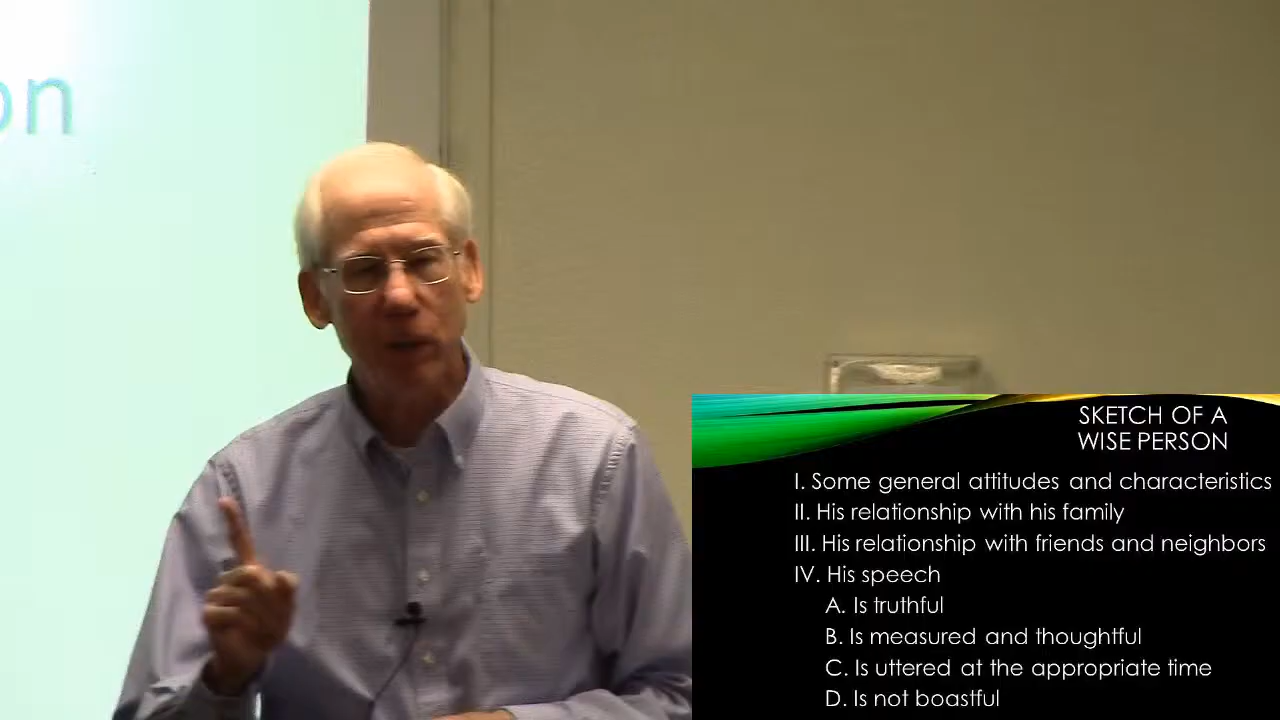 on
SKETCH OF A
WISE PERSON
I. Some general attitudes and characteristics
II. His relationship with his family
III. His relationship with friends and neighbors
IV. His speech
A. Is truthful
B. Is measured and thoughtful
C. Is uttered at the appropriate time
D. Is not boastful